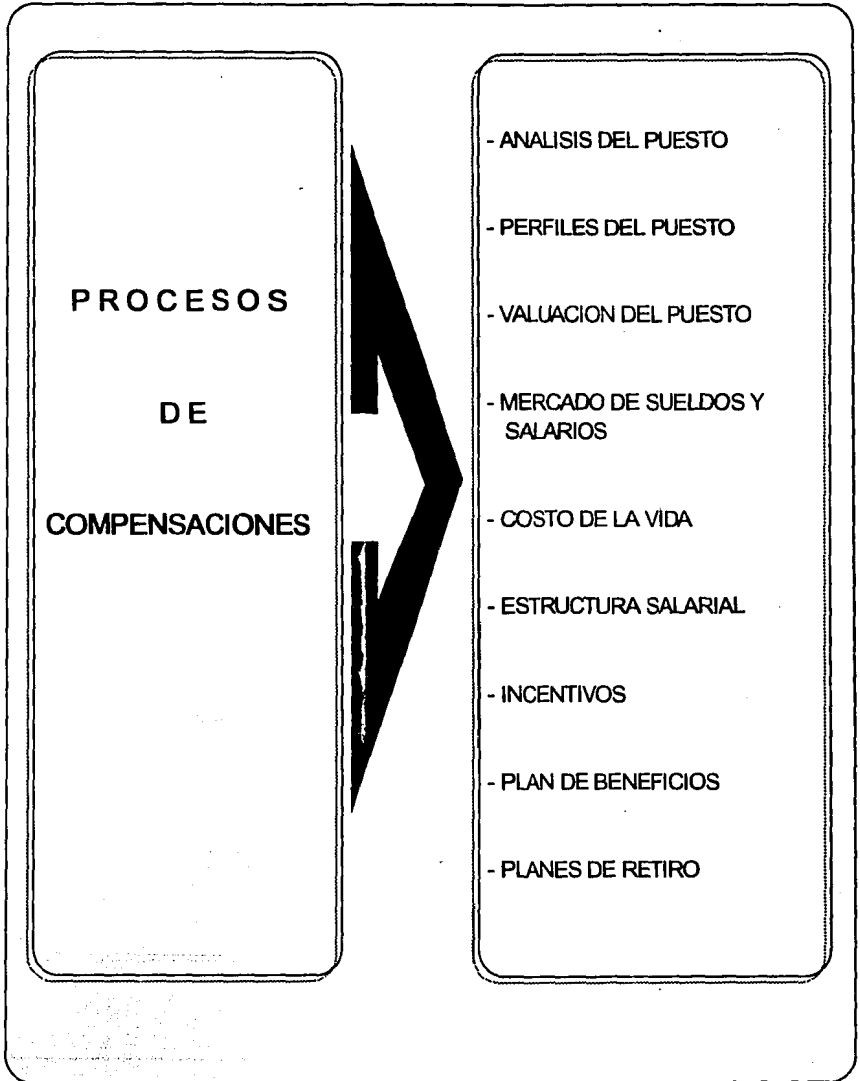 PROCESOS
DE
COMPENSACIONES
- ANALISIS DEL PUESTO
- PERFILES DEL PUESTO
- VALUACION DEL PUESTO
- MERCADO DE SUELDOS Y
SALARIOS
- COSTO DE LA VIDA
- ESTRUCTURA SALARIAL
- INCENTIVOS
- PLAN DE BENEFICIOS
- PLANES DE RETIRO